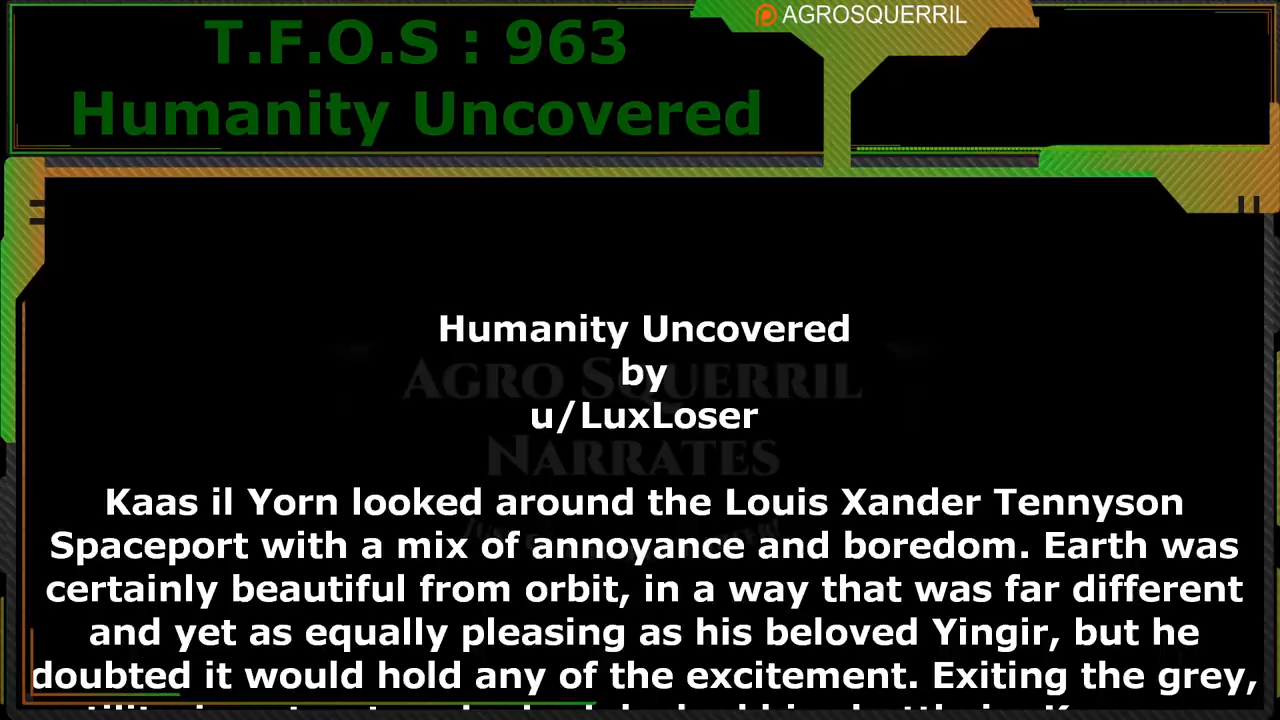 AGROSQUERRIL
T.F.O.S : 963
Humanity Uncovered
Humanity Uncovered
by
u/LuxLoser
AGRO SQUERRIL
NARRATES
Kaas il Yorn looked around the Louis Xander Tennyson
Spaceport with a mix of annoyance and boredom. Earth was
certainly beautiful from orbit, in a way that was far different
and yet as equally pleasing as his beloved Yingir, but he
doubted it would hold any of the excitement. Exiting the grey,